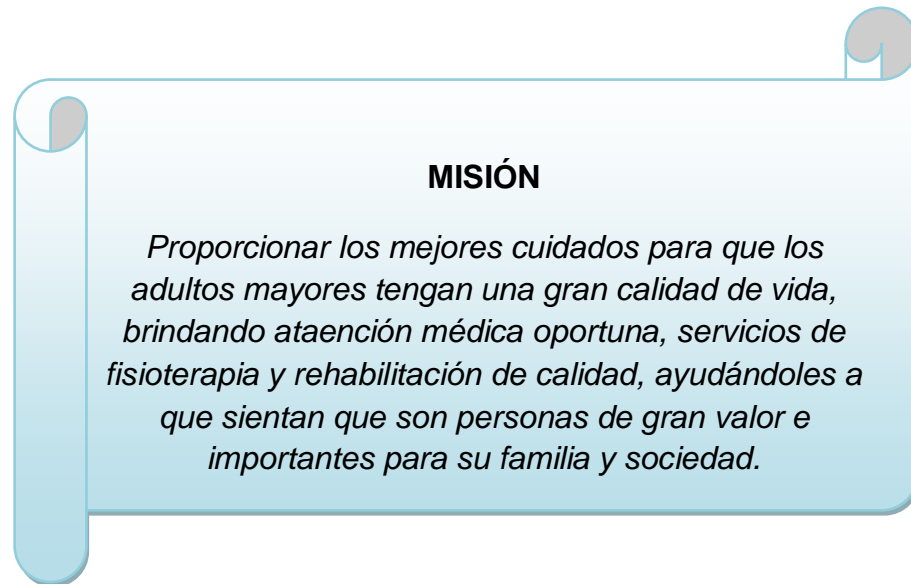 MISIÓN
Proporcionar los mejores cuidados para que los
adultos mayores tengan una gran calidad de vida,
brindando ataención médica oportuna, servicios de
fisioterapia y rehabilitación de calidad, ayudándoles a
que sientan que son personas de gran valor e
importantes para su familia y sociedad.